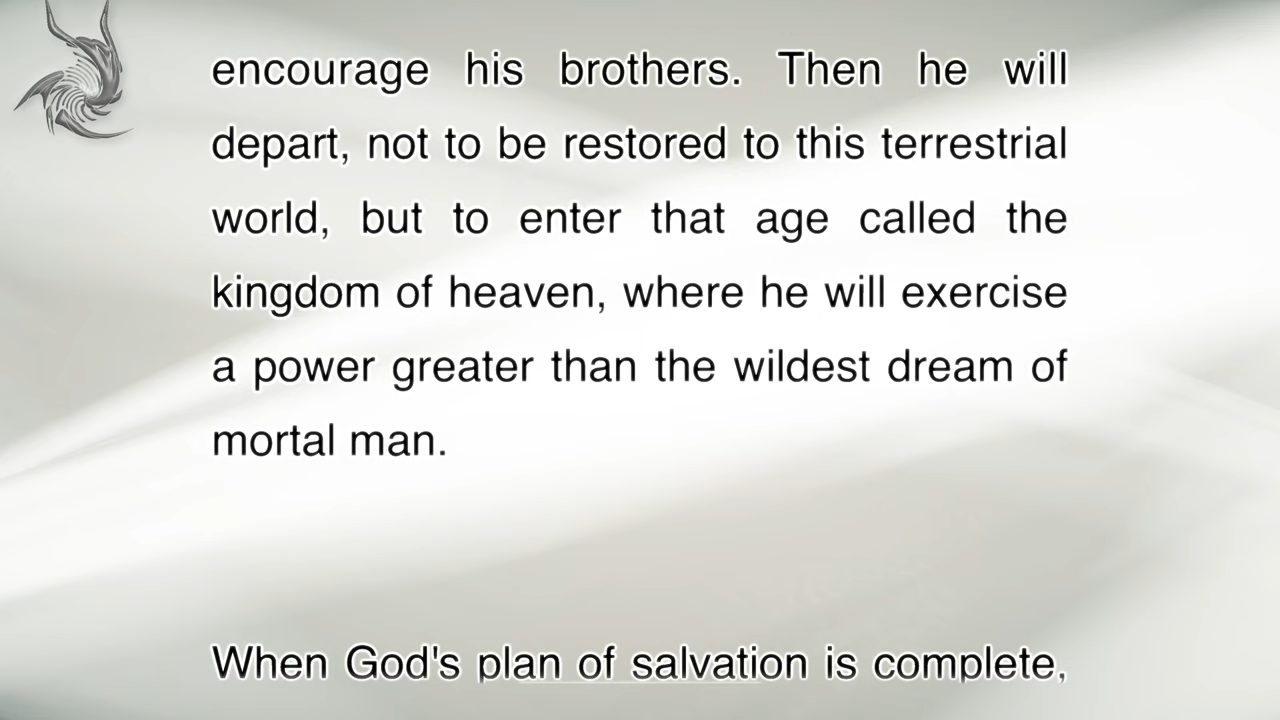 encourage his brothers. Then he will
depart, not to be restored to this terrestrial
world, but to enter that age called the
kingdom of heaven, where he will exercise
a power greater than the wildest dream of
mortal man.
When God's plan of salvation is complete,